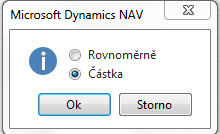 Microsoft Dynamics NAV
Rovnoměrně
Částka
Ok
Storno